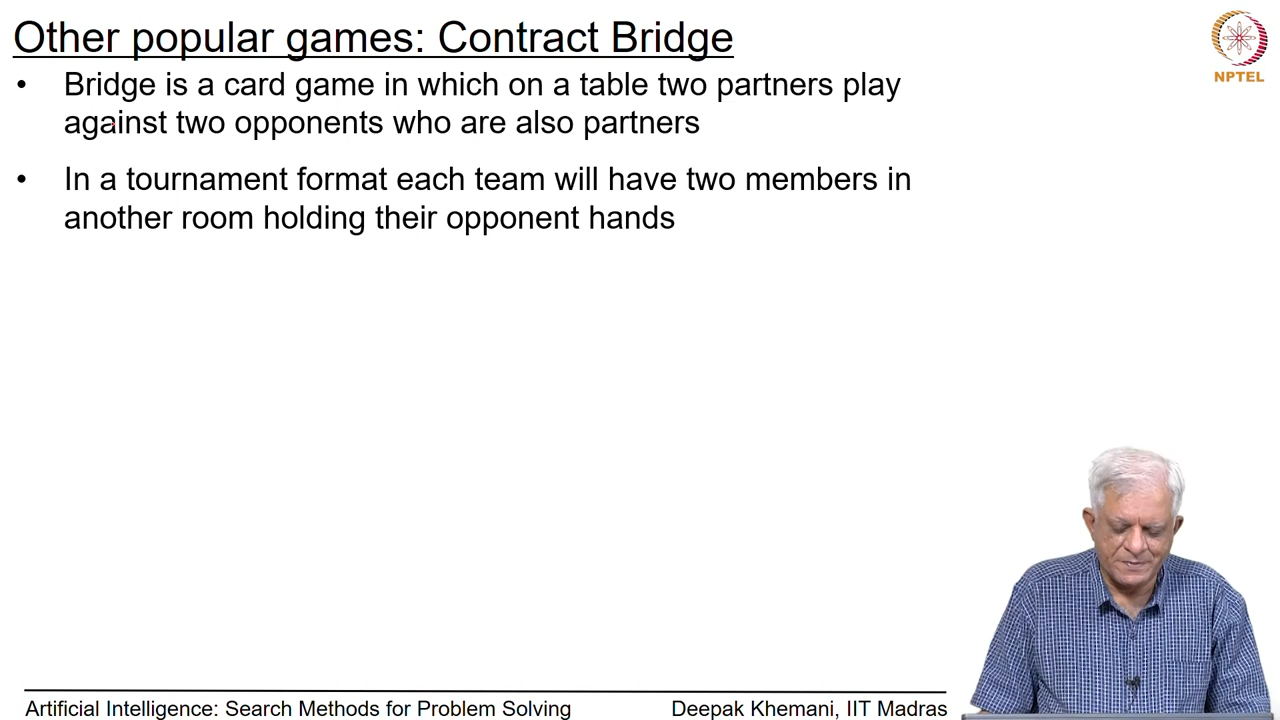 Other popular games: Contract Bridge
NPTEL
• Bridge is a card game in which on a table two partners play
against two opponents who are also partners
• In a tournament format each team will have two members in
another room holding their opponent hands
Artificial Intelligence: Search Methods for Problem Solving
Deepak Khemani, IIT Madras